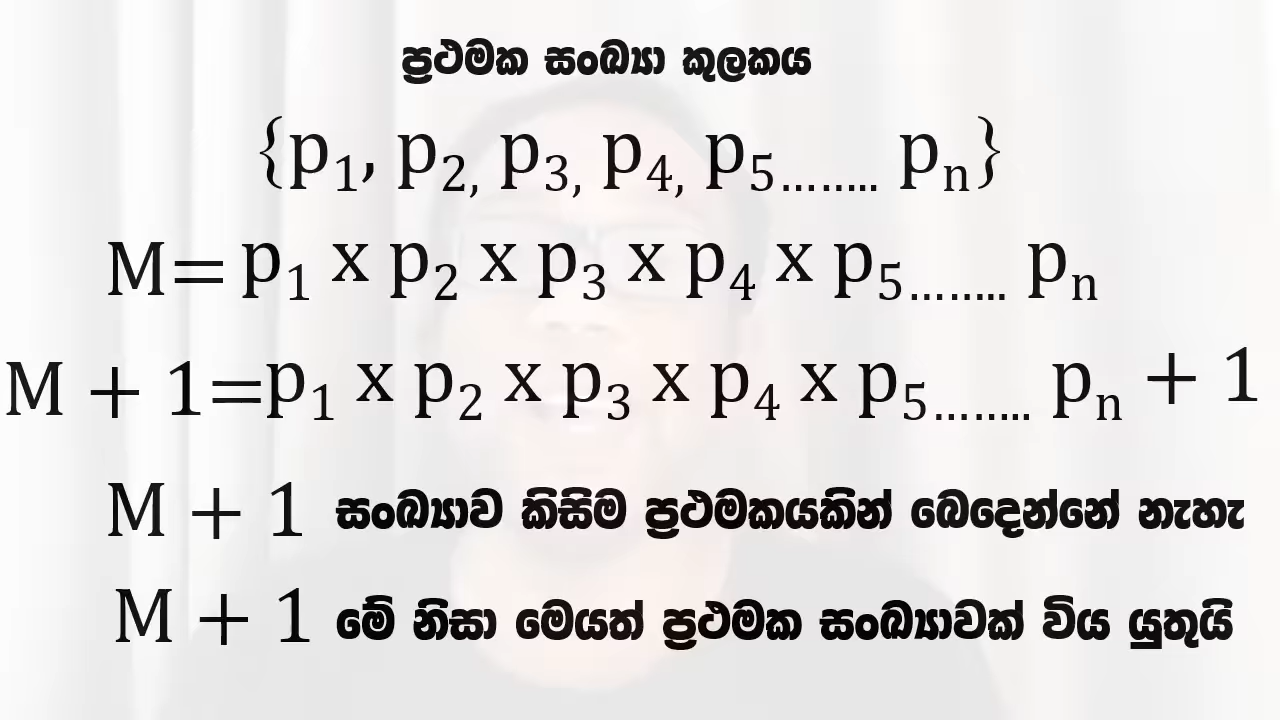 ප්‍රථමක සංඛ්‍යා කුලකය
{p₁, p₂, p₃, p₄, p₅........ pₙ}
M= p₁ x p₂ x p₃ x p₄ x p₅........ pₙ
M + 1=p₁ x p₂ x p₃ x p₄ x p₅........ pₙ + 1
M + 1 සංඛ්‍යාව කිසිම ප්‍රථමකයකින් බෙදෙන්නේ නැහැ
M + 1 මේ නිසා මෙයත් ප්‍රථමක සංඛ්‍යාවක් විය යුතුයි